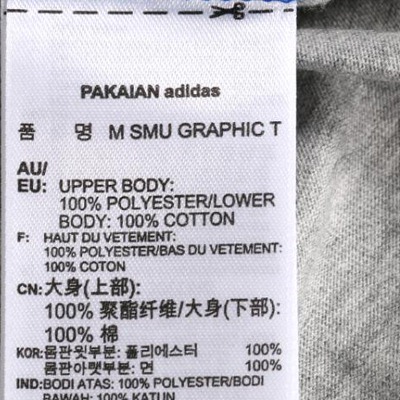 PAKAIAN adidas
품 명 M SMU GRAPHIC T
AU/
EU: UPPER BODY:
100% POLYESTER/LOWER
BODY: 100% COTTON
F: HAUT DU VETEMENT:
100% POLYESTER/BAS DU VETEMENT:
100% COTON
CN:大身(上部):
100% 聚酯纤维/大身(下部):
100% 棉
KOR:몸판윗부분: 폴리에스터 100%
몸판아랫부분: 면 100%
IND:BODI ATAS: 100% POLYESTER/BODI
BAWAH: 100% KATUN